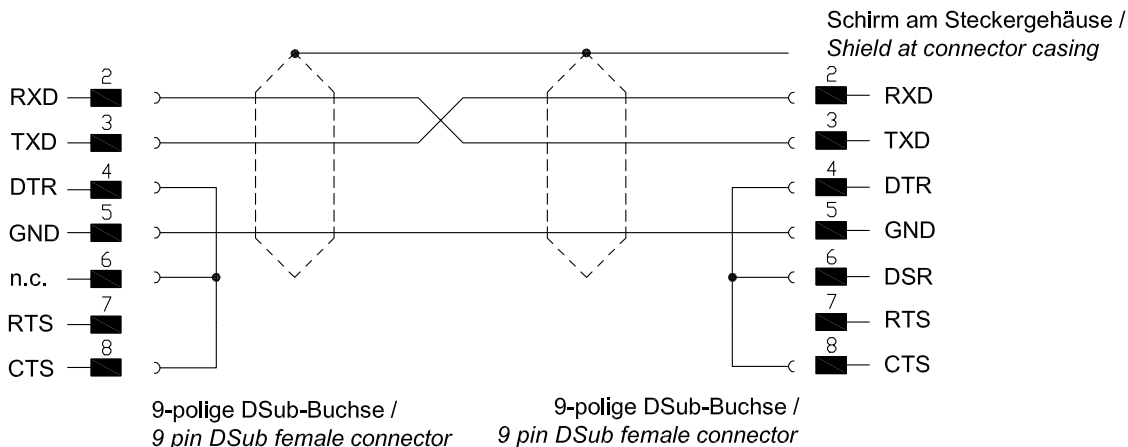 Schirm am Steckergehäuse /
Shield at connector casing
2
RXD
3
TXD
4
DTR
5
GND
6
n.c.
7
RTS
8
CTS
2
RXD
3
TXD
4
DTR
5
GND
6
DSR
7
RTS
8
CTS
9-polige DSub-Buchse /
9 pin DSub female connector
9-polige DSub-Buchse /
9 pin DSub female connector